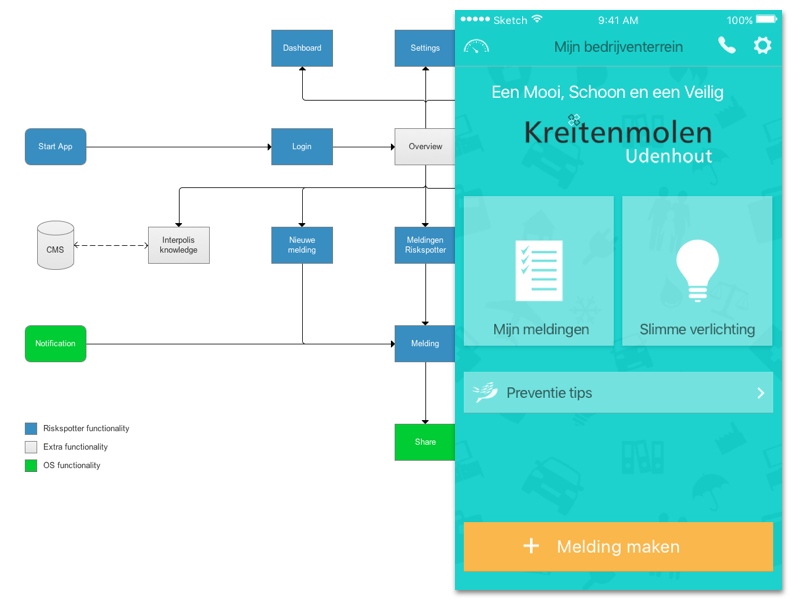 Dashboard
Settings
Start App
Login
Overview
CMS
Interpolis
knowledge
Nieuwe
melding
Meldingen
Riskspotter
Notification
Melding
Share
Riskspotter functionality
Extra functionality
OS functionality
Sketch
9:41 AM
100%
Mijn bedrijventerrein
Een Mooi, Schoon en een Veilig
Kreitenmolen
Udenhout
Mijn meldingen
Slimme verlichting
Preventie tips
+ Melding maken